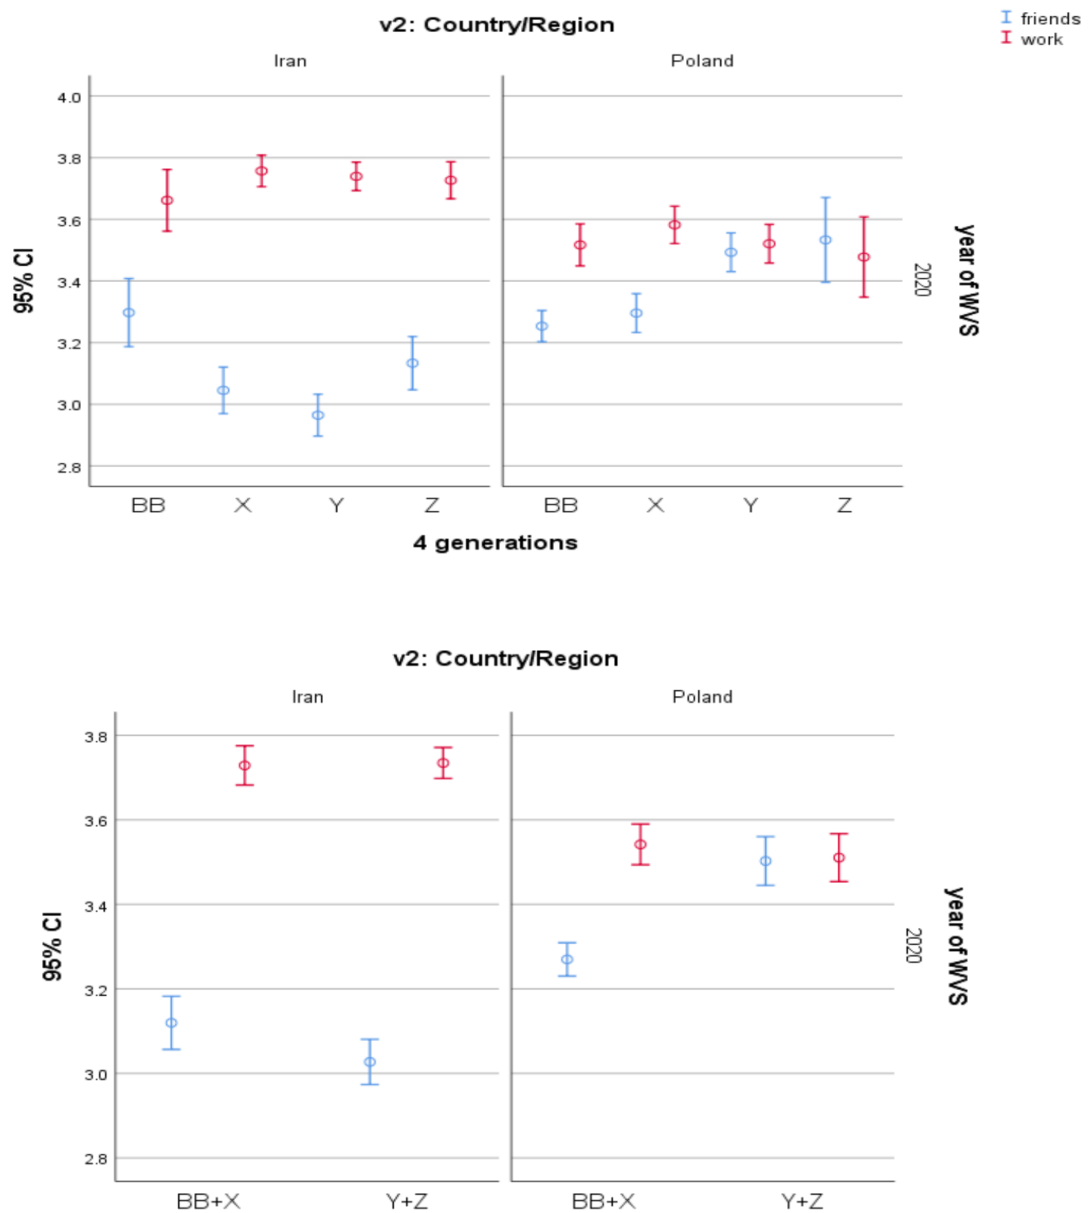 v2: Country/Region
friends
work
Iran
Poland
4.0
3.8
3.6
3.4
3.2
3.0
2.8
95% CI
2020
year of WVS
BB
X
Y
Z
BB
X
Y
Z
4 generations
v2: Country/Region
Iran
Poland
3.8
3.6
3.4
3.2
3.0
2.8
95% CI
2020
year of WVS
BB+X
Y+Z
BB+X
Y+Z